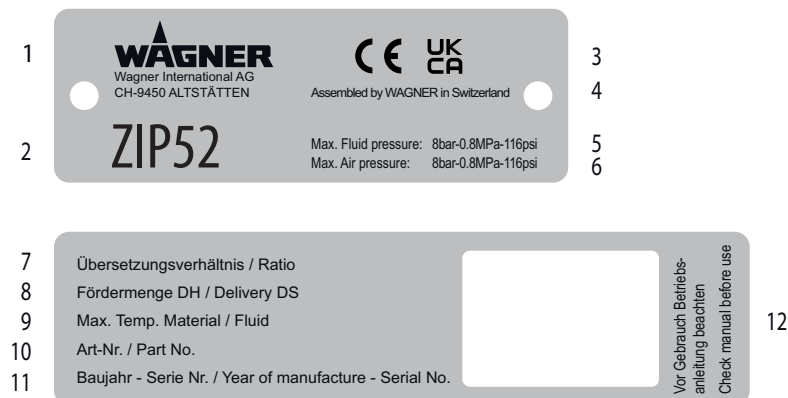 1
WAGNER
Wagner International AG
CH-9450 ALTSTÄTTEN
CE UK CA
3
Assembled by WAGNER in Switzerland
4
2
ZIP52
Max. Fluid pressure: 8bar-0.8MPa-116psi
5
Max. Air pressure: 8bar-0.8MPa-116psi
6
7
Übersetzungsverhältnis / Ratio
8
Fördermenge DH / Delivery DS
9
Max. Temp. Material / Fluid
10
Art-Nr. / Part No.
11
Baujahr - Serie Nr. / Year of manufacture - Serial No.
Vor Gebrauch Betriebs-
anleitung beachten
Check manual before use
12